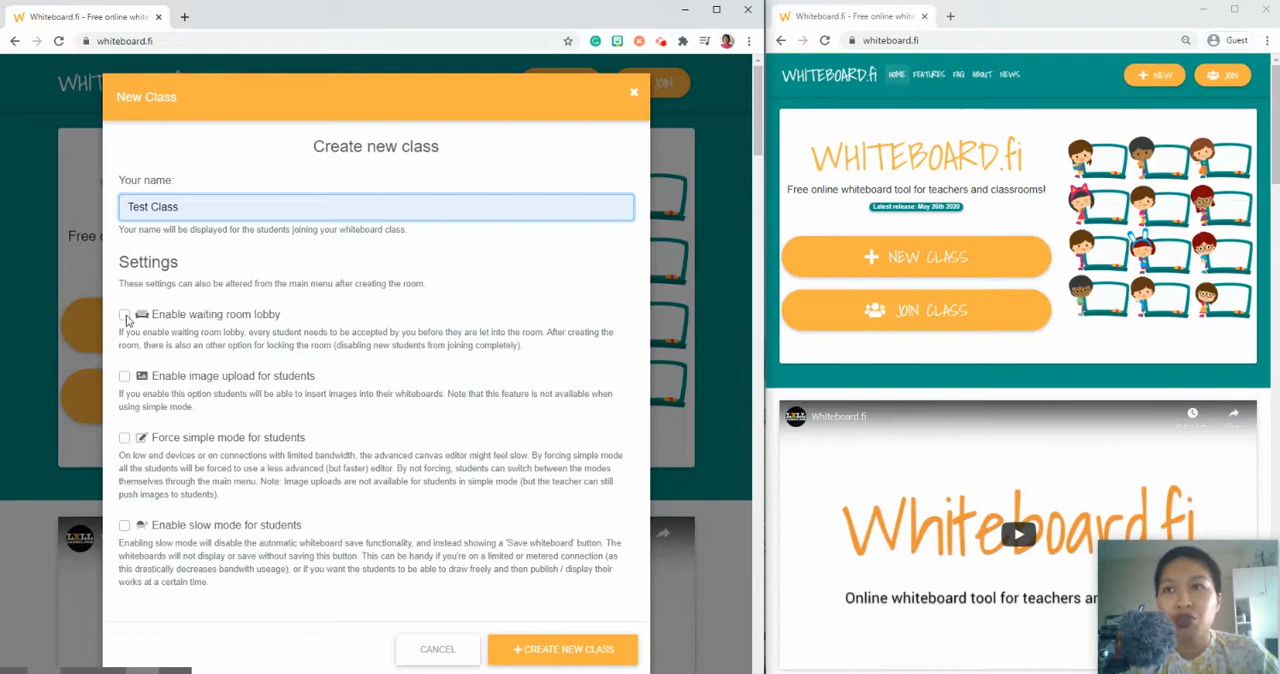 Whiteboard.fi - Free online white
whiteboard.fi
New Class
Create new class
Your name:
Test Class
Your name will be displayed for the students joining your whiteboard class.
Settings
These settings can also be altered from the main menu after creating the room.
Enable waiting room lobby
If you enable waiting room lobby, every student needs to be accepted by you before they are let into the room. After creating the
room, there is also an other option for locking the room (disabling new students from joining completely).
Enable image upload for students
If you enable this option students will be able to insert images into their whiteboards. Note that this feature is not available when
using simple mode.
Force simple mode for students
On low end devices or on connections with limited bandwidth, the advanced canvas editor might feel slow. By forcing simple mode
all the students will be forced to use a less advanced (but faster) editor. By not forcing, students can switch between the modes
themselves through the main menu. Note: Image uploads are not available for students in simple mode (but the teacher can still
push images to students).
Enable slow mode for students
Enabling slow mode will disable the automatic whiteboard save functionality, and instead showing a 'Save whiteboard' button. The
whiteboards will not display or save without saving this button. This can be handy if you're on a limited or metered connection (as
this drastically decreases bandwith useage), or if you want the students to be able to draw freely and then publish / display their
works at a certain time.
CANCEL
+ CREATE NEW CLASS
Whiteboard.fi - Free online white
whiteboard.fi
Guest
WHITEBOARD.fi HOME FEATURES FAQ ABOUT NEWS + NEW JOIN
WHITEBOARD.fi
Free online whiteboard tool for teachers and classrooms!
Latest release: May 26th 2020
+ NEW CLASS
JOIN CLASS
Whiteboard.fi
Whiteboard.fi
Online whiteboard tool for teachers an